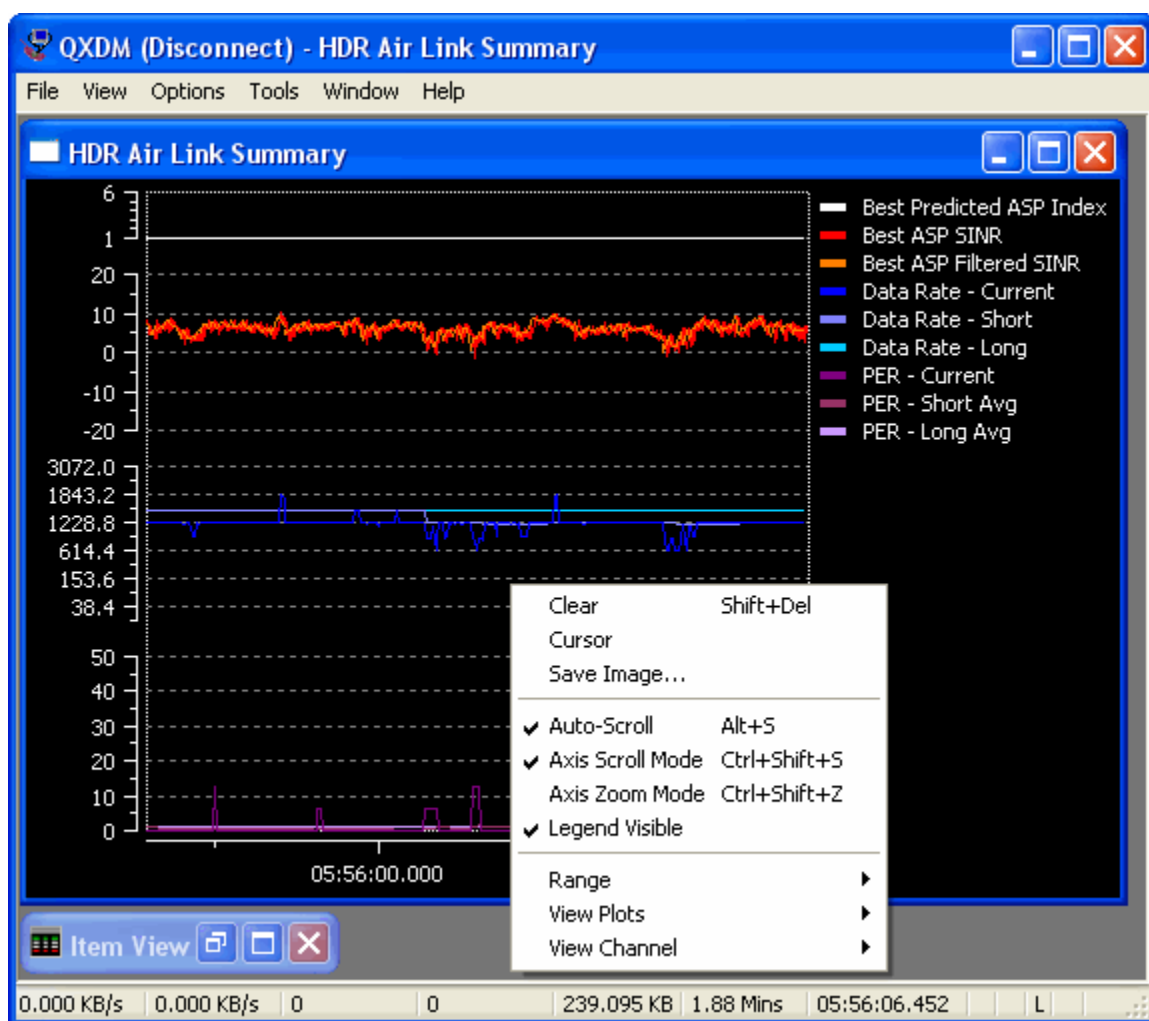 QXDM (Disconnect) - HDR Air Link Summary
File View Options Tools Window Help
HDR Air Link Summary
6
1
20
10
0
-10
-20
3072.0
1843.2
1228.8
614.4
153.6
38.4
50
40
30
20
10
0
05:56:00.000
Best Predicted ASP Index
Best ASP SINR
Best ASP Filtered SINR
Data Rate - Current
Data Rate - Short
Data Rate - Long
PER - Current
PER - Short Avg
PER - Long Avg
Clear Shift+Del
Cursor
Save Image...
Auto-Scroll Alt+S
Axis Scroll Mode Ctrl+Shift+S
Axis Zoom Mode Ctrl+Shift+Z
Legend Visible
Range
View Plots
View Channel
Item View
0.000 KB/s 0.000 KB/s 0 0 239.095 KB 1.88 Mins 05:56:06.452 L